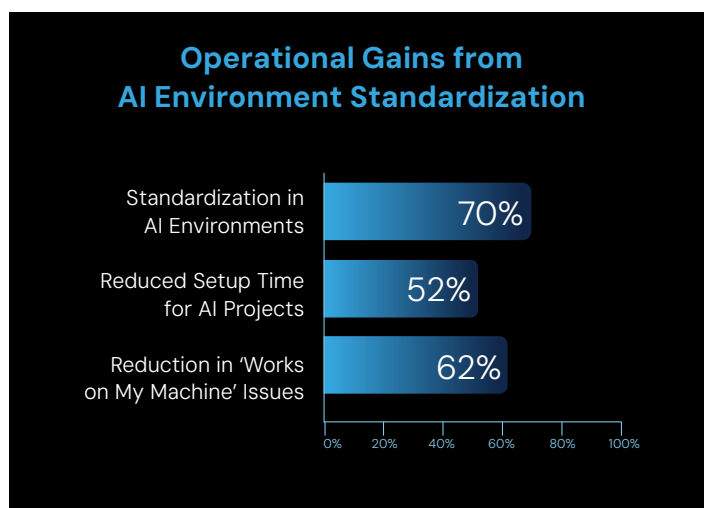 Operational Gains from
AI Environment Standardization
Standardization in
AI Environments
70%
Reduced Setup Time
for AI Projects
52%
Reduction in ‘Works
on My Machine’ Issues
62%
0% 20% 40% 60% 80% 100%